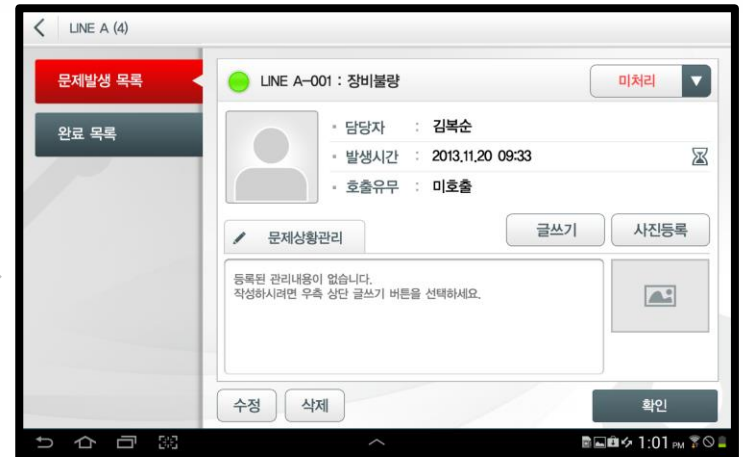 LINE A (4)
문제발생 목록
완료 목록
LINE A-001 : 장비불량
미처리
담당자 : 김복순
발생시간 : 2013.11.20 09:33
호출유무 : 미호출
문제상황관리
글쓰기
사진등록
등록된 관리내용이 없습니다.
작성하시려면 우측 상단 글쓰기 버튼을 선택하세요.
수정
삭제
확인
1:01 PM